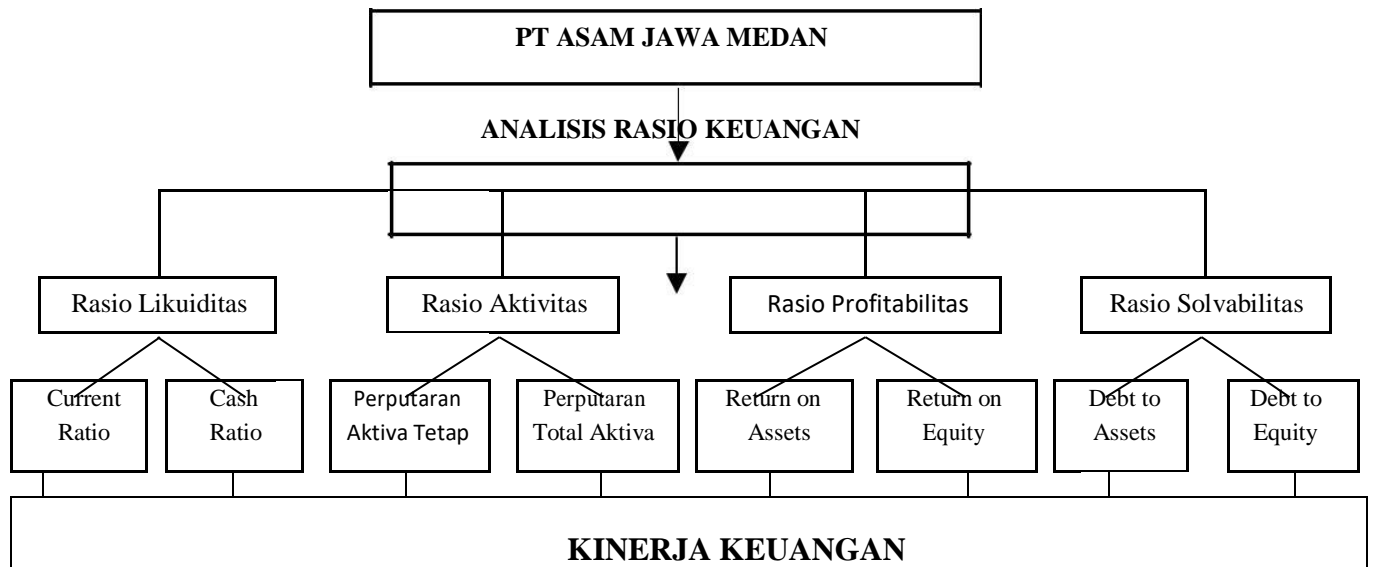 PT ASAM JAWA MEDAN
ANALISIS RASIO KEUANGAN
Rasio Likuiditas
Rasio Aktivitas
Rasio Profitabilitas
Rasio Solvabilitas
Current
Ratio
Cash
Ratio
Perputaran
Aktiva Tetap
Perputaran
Total Aktiva
Return on
Assets
Return on
Equity
Debt to
Assets
Debt to
Equity
KINERJA KEUANGAN